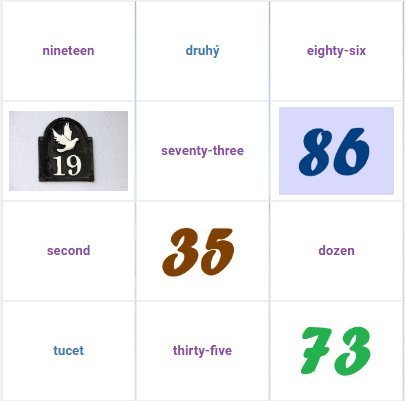 nineteen
druhý
eighty-six
19
seventy-three
86
second
35
dozen
tucet
thirty-five
73